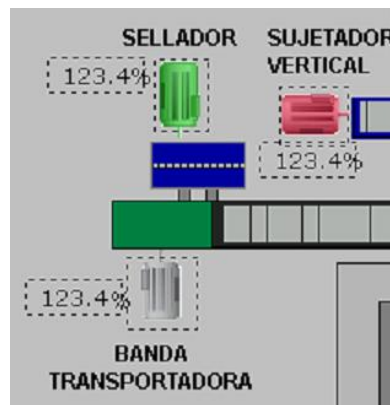 SELLADOR
SUJETADOR
VERTICAL
123.4%
123.4%
123.4%
BANDA
TRANSPORTADORA